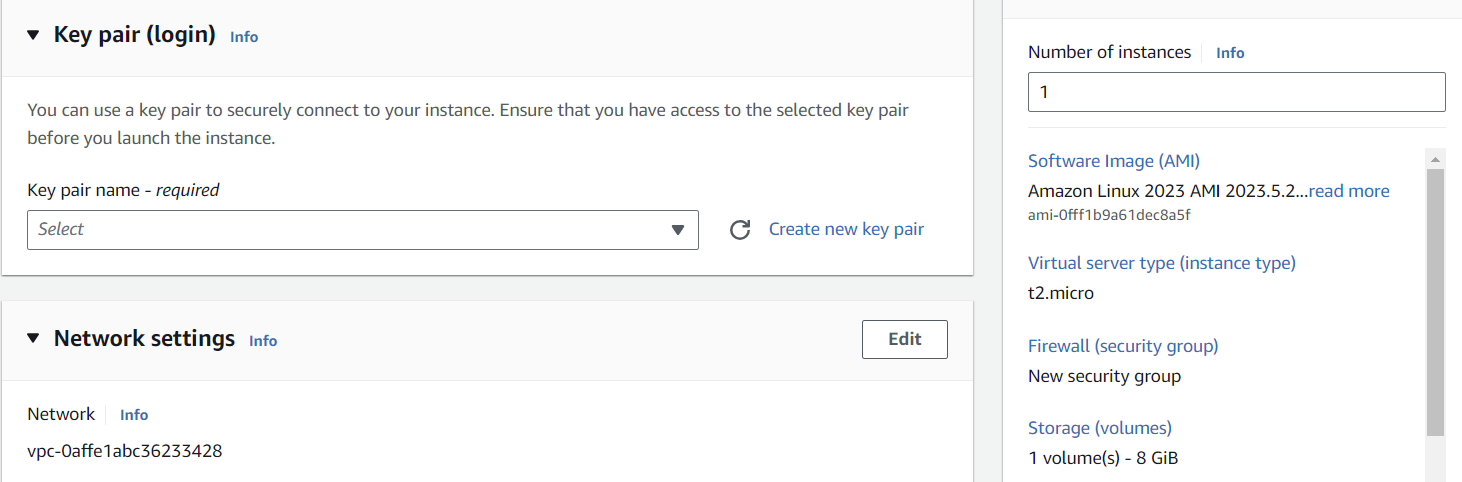 Key pair (login) Info
You can use a key pair to securely connect to your instance. Ensure that you have access to the selected key pair
before you launch the instance.
Key pair name - required
Select
Create new key pair
Network settings Info
Edit
Network Info
vpc-0affe1abc36233428
Number of instances Info
1
Software Image (AMI)
Amazon Linux 2023 AMI 2023.5.2...read more
ami-0fff1b9a61dec8a5f
Virtual server type (instance type)
t2.micro
Firewall (security group)
New security group
Storage (volumes)
1 volume(s) - 8 GiB